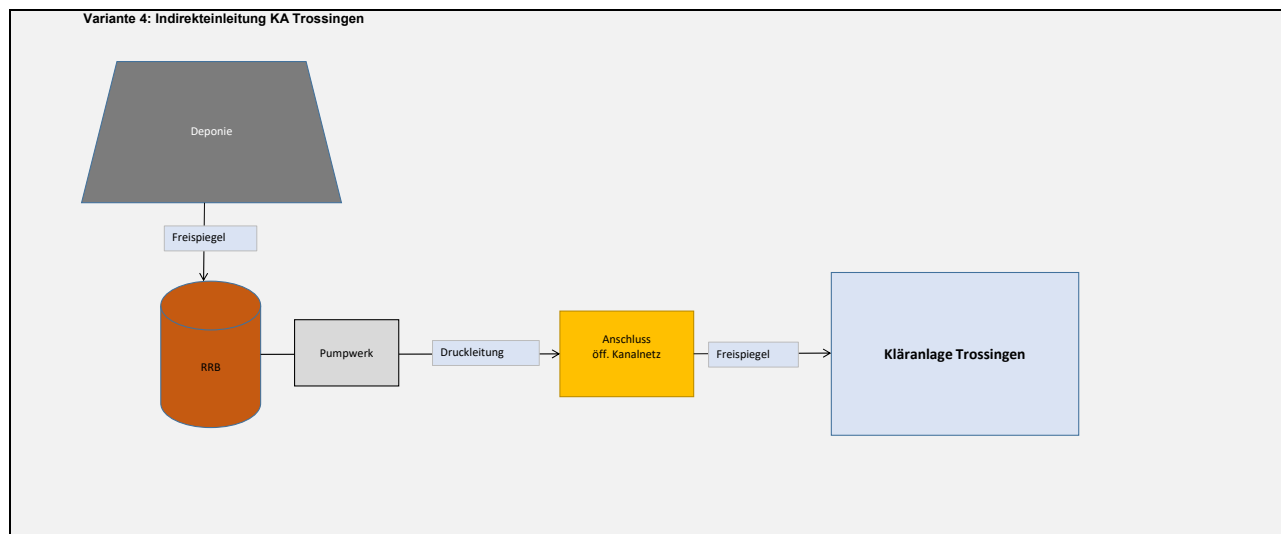 Variante 4: Indirekteinleitung KA Trossingen
Deponie
Freispiegel
RRB
Pumpwerk
Druckleitung
Anschluss
öff. Kanalnetz
Freispiegel
Kläranlage Trossingen